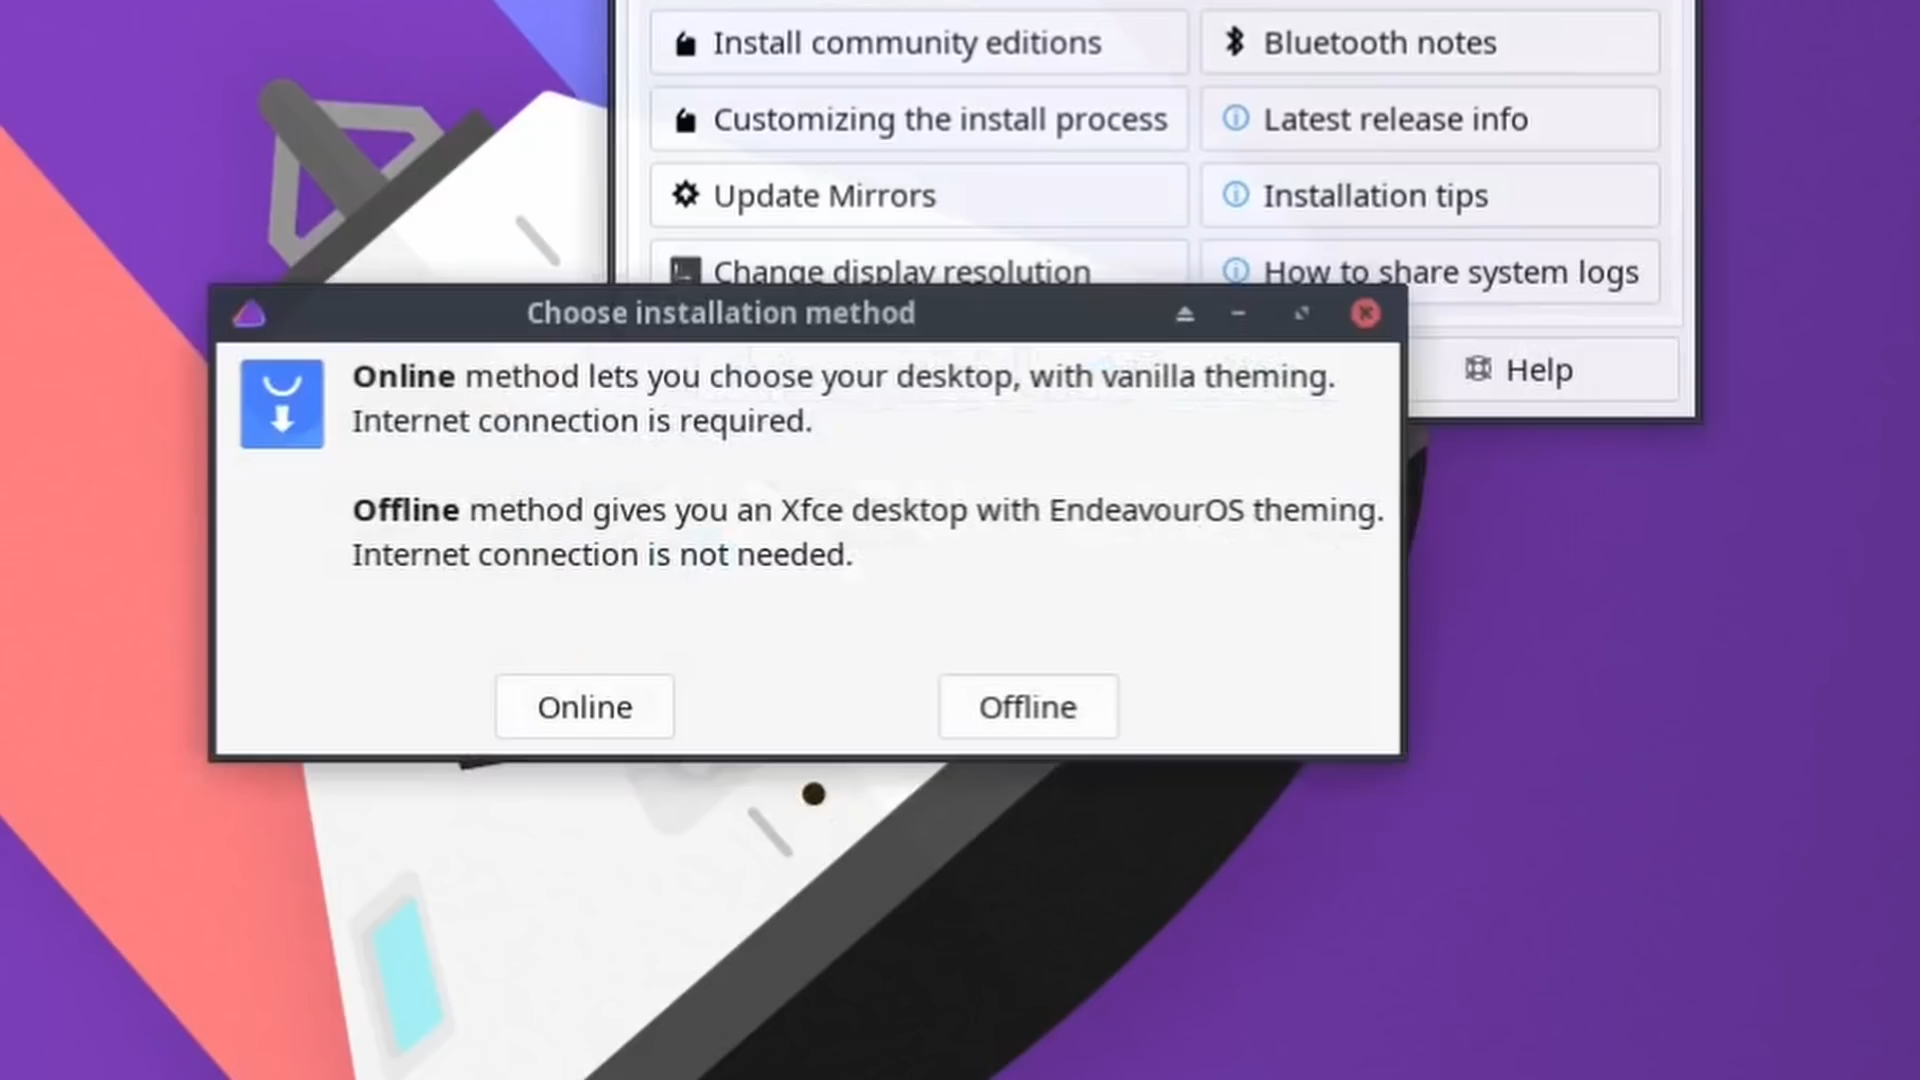 Install community editions
Bluetooth notes
Customizing the install process
Latest release info
Update Mirrors
Installation tips
Change display resolution
How to share system logs
Choose installation method
Online method lets you choose your desktop, with vanilla theming.
Internet connection is required.
Help
Offline method gives you an Xfce desktop with EndeavourOS theming.
Internet connection is not needed.
Online
Offline